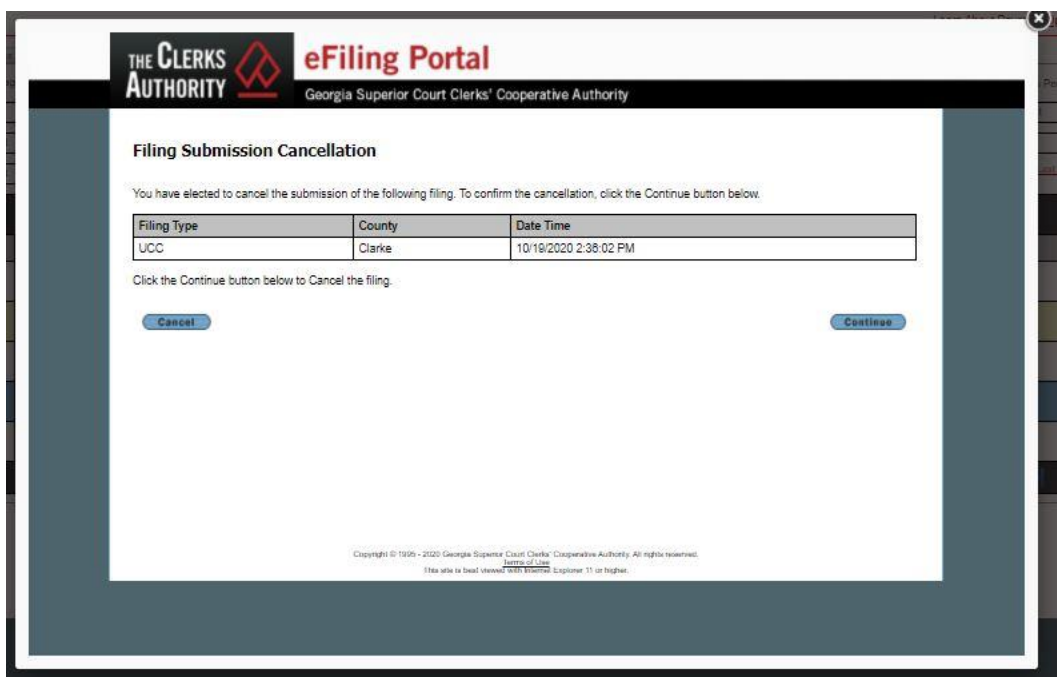 THE CLERKS
AUTHORITY
eFiling Portal
Georgia Superior Court Clerks' Cooperative Authority
Filing Submission Cancellation
You have elected to cancel the submission of the following filing. To confirm the cancellation, click the Continue button below.
Filing Type County Date Time
UCC Clarke 10/19/2020 2:36:02 PM
Click the Continue button below to Cancel the filing.
Cancel Continue
Copyright © 1995 - 2020 Georgia Superior Court Clerks' Cooperative Authority. All rights reserved.
Terms of Use
This site is best viewed with Internet Explorer 11 or higher.